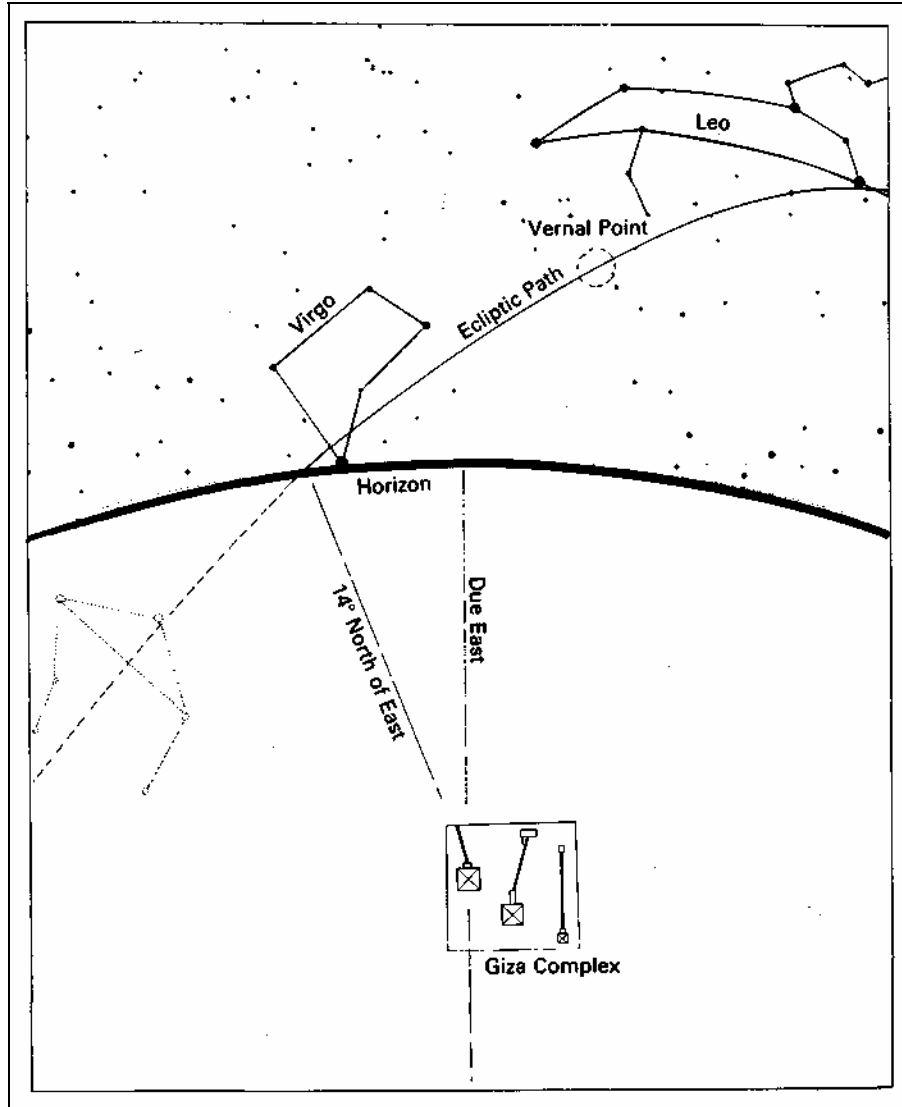 Leo
Vernal Point
Ecliptic Path
Virgo
Horizon
14° North of East
Due East
Giza Complex